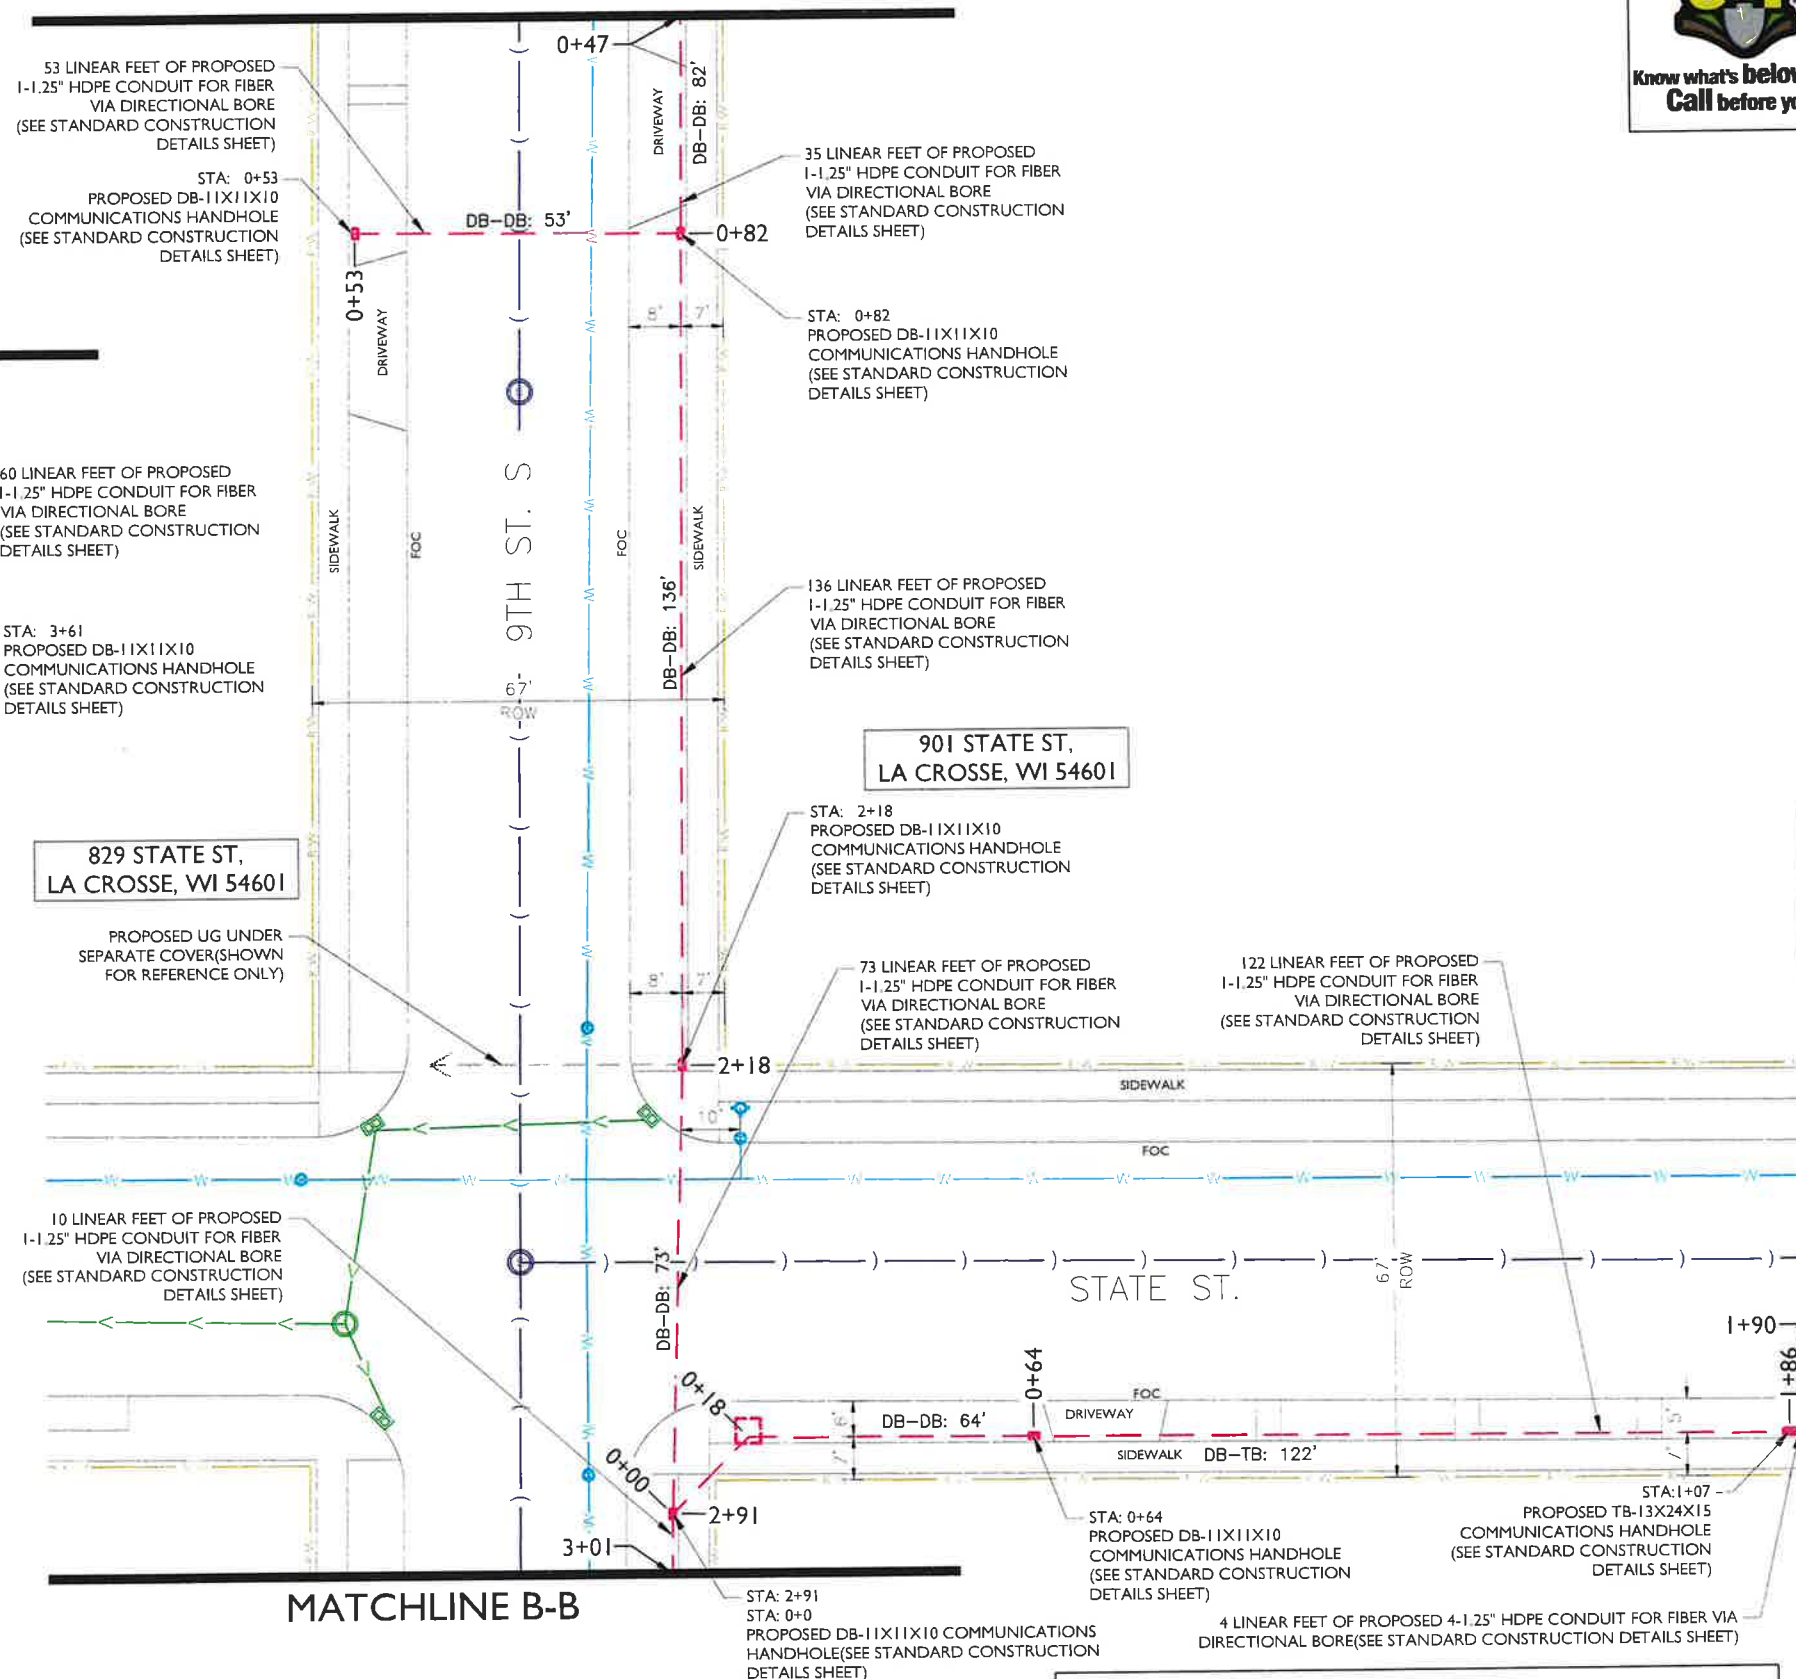 Know what's below
Call before
0+47
53 LINEAR FEET OF PROPOSED
1-1.25" HDPE CONDUIT FOR FIBER
VIA DIRECTIONAL BORE
(SEE STANDARD CONSTRUCTION
DETAILS SHEET)
STA: 0+53
PROPOSED DB-11X11X10
COMMUNICATIONS HANDHOLE
(SEE STANDARD CONSTRUCTION
DETAILS SHEET)
DRIVEWAY
DB-DB: 82'
35 LINEAR FEET OF PROPOSED
1-1.25" HDPE CONDUIT FOR FIBER
VIA DIRECTIONAL BORE
(SEE STANDARD CONSTRUCTION
DETAILS SHEET)
DB-DB: 53'
0+82
0+53
DRIVEWAY
8'
7'
STA: 0+82
PROPOSED DB-11X11X10
COMMUNICATIONS HANDHOLE
(SEE STANDARD CONSTRUCTION
DETAILS SHEET)
60 LINEAR FEET OF PROPOSED
1-1.25" HDPE CONDUIT FOR FIBER
VIA DIRECTIONAL BORE
(SEE STANDARD CONSTRUCTION
DETAILS SHEET)
SIDEWALK
FOC
9TH ST. S
FOC
SIDEWALK
STA: 3+61
PROPOSED DB-11X11X10
COMMUNICATIONS HANDHOLE
(SEE STANDARD CONSTRUCTION
DETAILS SHEET)
DB-DB: 136'
136 LINEAR FEET OF PROPOSED
1-1.25" HDPE CONDUIT FOR FIBER
VIA DIRECTIONAL BORE
(SEE STANDARD CONSTRUCTION
DETAILS SHEET)
67'
ROW
901 STATE ST,
LA CROSSE, WI 54601
829 STATE ST,
LA CROSSE, WI 54601
STA: 2+18
PROPOSED DB-11X11X10
COMMUNICATIONS HANDHOLE
(SEE STANDARD CONSTRUCTION
DETAILS SHEET)
PROPOSED UG UNDER
SEPARATE COVER(SHOWN
FOR REFERENCE ONLY)
8'
7'
73 LINEAR FEET OF PROPOSED
1-1.25" HDPE CONDUIT FOR FIBER
VIA DIRECTIONAL BORE
(SEE STANDARD CONSTRUCTION
DETAILS SHEET)
122 LINEAR FEET OF PROPOSED
1-1.25" HDPE CONDUIT FOR FIBER
VIA DIRECTIONAL BORE
(SEE STANDARD CONSTRUCTION
DETAILS SHEET)
2+18
SIDEWALK
10'
FOC
10 LINEAR FEET OF PROPOSED
1-1.25" HDPE CONDUIT FOR FIBER
VIA DIRECTIONAL BORE
(SEE STANDARD CONSTRUCTION
DETAILS SHEET)
DB-DB: 73'
STATE ST.
67'
ROW
1+90
1+86
0+64
0+18
FOC
DB-DB: 64'
DRIVEWAY
6'
5'
7'
7'
SIDEWALK
DB-TB: 122'
0+00
2+91
3+01
STA: 0+64
PROPOSED DB-11X11X10
COMMUNICATIONS HANDHOLE
(SEE STANDARD CONSTRUCTION
DETAILS SHEET)
STA:1+07
PROPOSED TB-13X24X15
COMMUNICATIONS HANDHOLE
(SEE STANDARD CONSTRUCTION
DETAILS SHEET)
MATCHLINE B-B
STA: 2+91
STA: 0+0
PROPOSED DB-11X11X10 COMMUNICATIONS
HANDHOLE(SEE STANDARD CONSTRUCTION
DETAILS SHEET)
4 LINEAR FEET OF PROPOSED 4-1.25" HDPE CONDUIT FOR FIBER VIA
DIRECTIONAL BORE(SEE STANDARD CONSTRUCTION DETAILS SHEET)